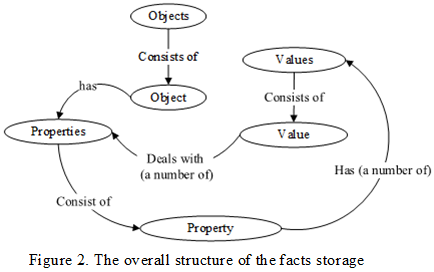 Objects
Consists of
Values
has
Object
Consists of
Properties
Value
Deals with
(a number of)
Has (a number of)
Consist of
Property
Figure 2. The overall structure of the facts storage